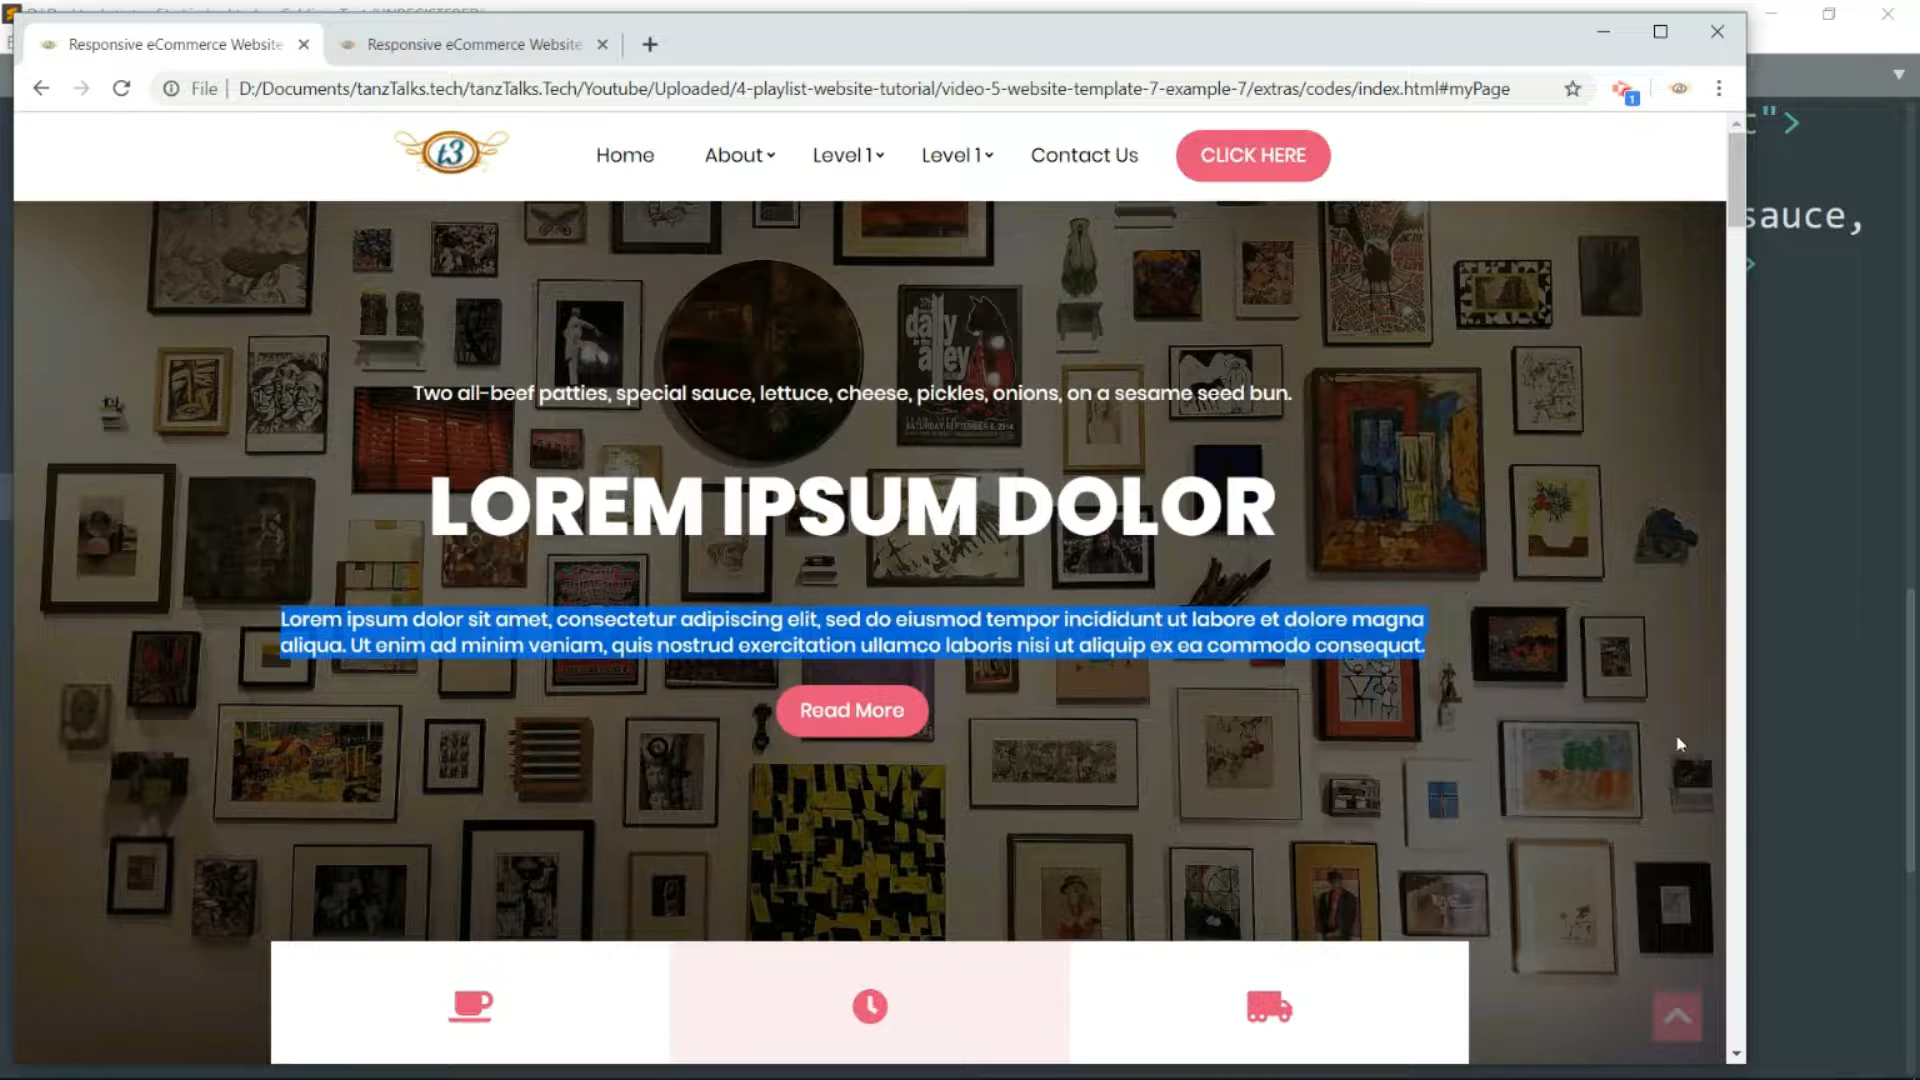 Responsive eCommerce Website
Responsive eCommerce Website
File
D:/Documents/tanzTalks.tech/tanzTalks.Tech/Youtube/Uploaded/4-playlist-website-tutorial/video-5-website-template-7-example-7/extras/codes/index.html#myPage
1
">
t3
Home
About
Level 1
Level 1
Contact Us
CLICK HERE
sauce,
daily
alley
Two all-beef patties, special sauce, lettuce, cheese, pickles, onions, on a sesame seed bun.
LOREM IPSUM DOLOR
Lorem ipsum dolor sit amet, consectetur adipiscing elit, sed do eiusmod tempor incididunt ut labore et dolore magna
aliqua. Ut enim ad minim veniam, quis nostrud exercitation ullamco laboris nisi ut aliquip ex ea commodo consequat.
Read More